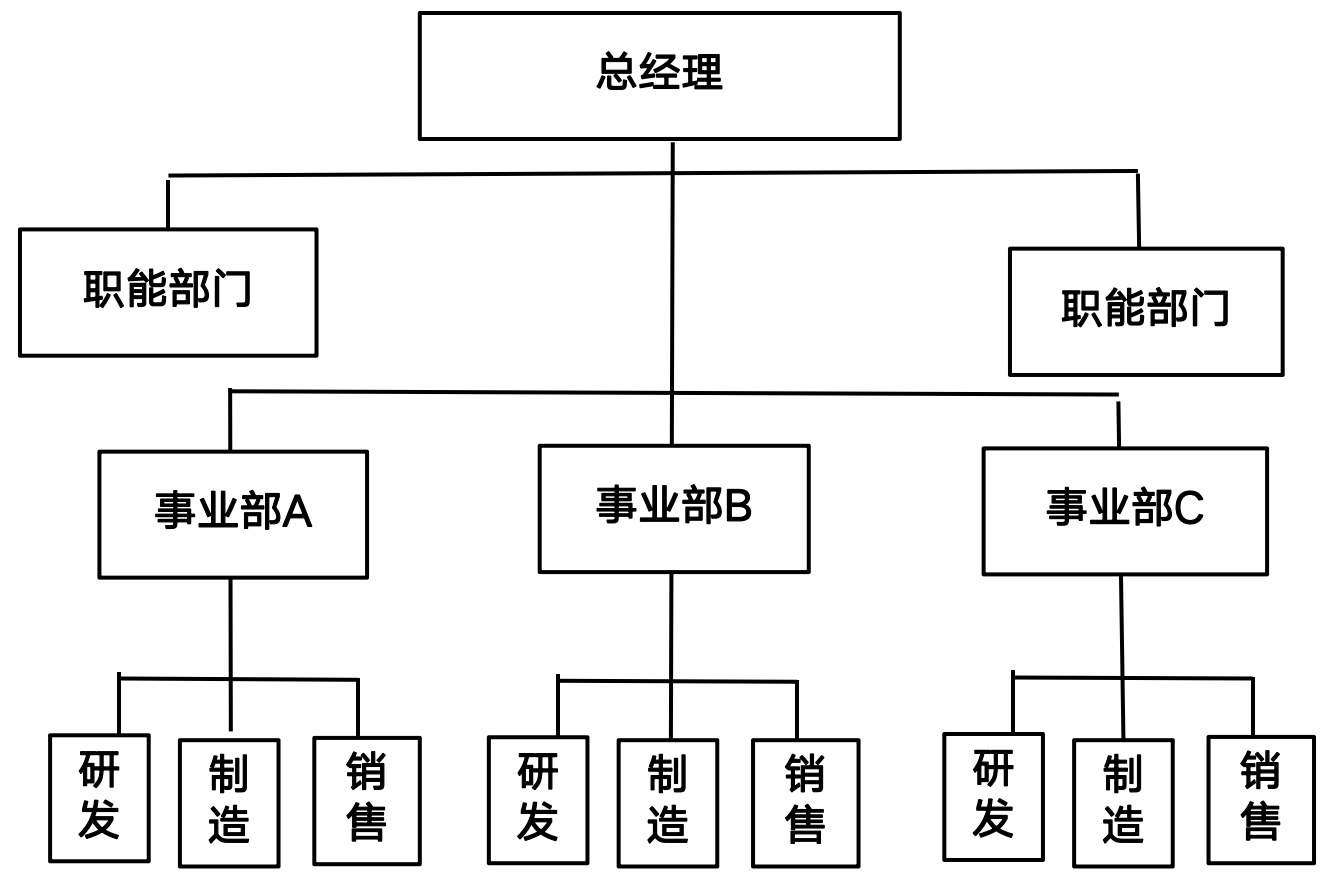 总经理
职能部门
职能部门
事业部A
事业部B
事业部C
研
发
制
造
销
售
研
发
制
造
销
售
研
发
制
造
销
售